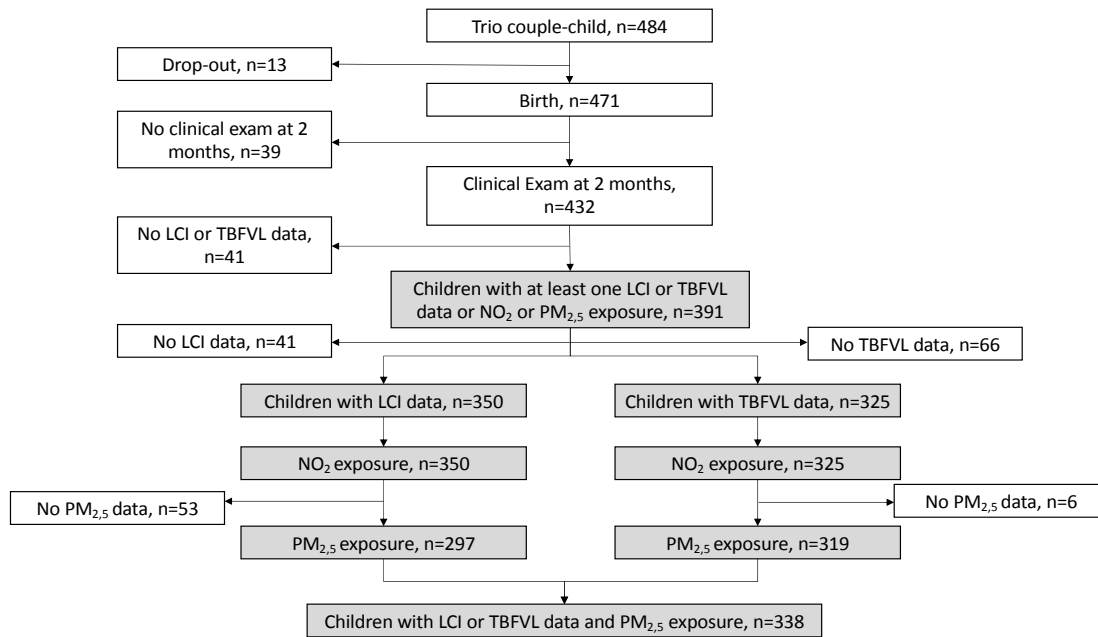 Trio couple-child, n=484
Drop-out, n=13
Birth, n=471
No clinical exam at 2
months, n=39
Clinical Exam at 2 months,
n=432
No LCI or TBFVL data,
n=41
Children with at least one LCI or TBFVL
data or NO₂ or PM₂,₅ exposure, n=391
No LCI data, n=41
No TBFVL data, n=66
Children with LCI data, n=350
Children with TBFVL data, n=325
NO₂ exposure, n=350
NO₂ exposure, n=325
No PM₂,₅ data, n=53
No PM₂,₅ data, n=6
PM₂,₅ exposure, n=297
PM₂,₅ exposure, n=319
Children with LCI or TBFVL data and PM₂,₅ exposure, n=338